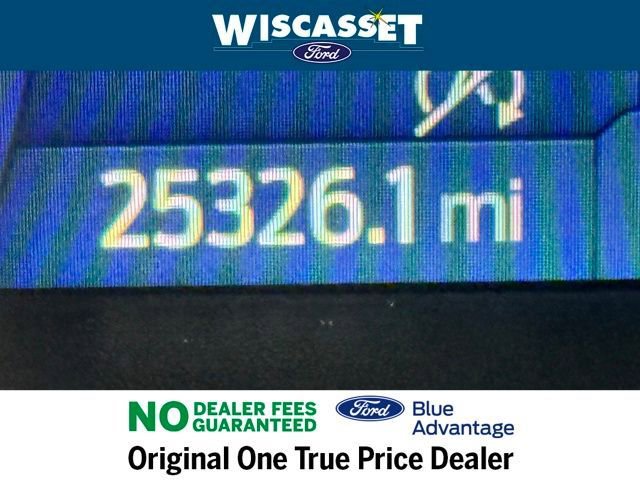 WISCASSET
Ford
25326.1 mi
NO DEALER FEES
GUARANTEED
Ford Blue
Advantage
Original One True Price Dealer